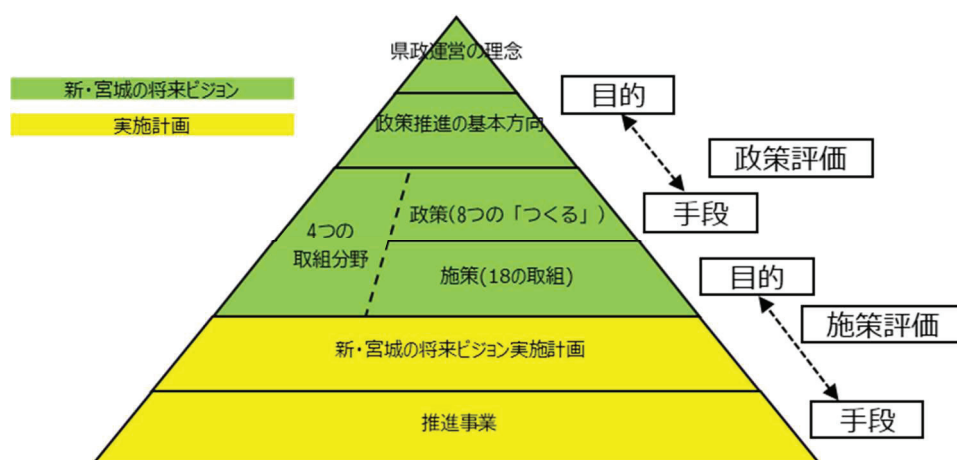 県政運営の理念
新・宮城の将来ビジョン
実施計画
政策推進の基本方向
目的
政策評価
手段
4つの
取組分野
政策(8つの「つくる」)
施策(18の取組)
目的
施策評価
手段
新・宮城の将来ビジョン実施計画
推進事業